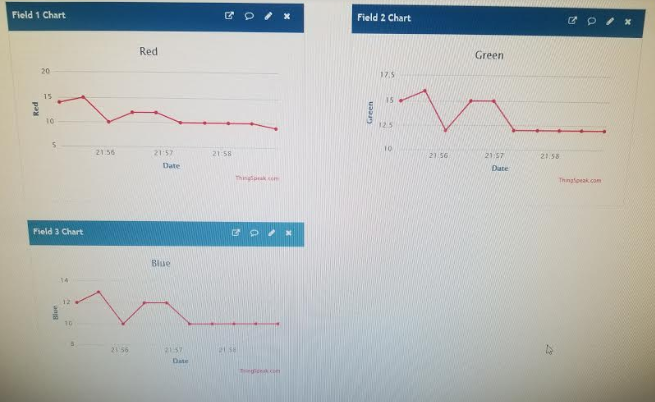 Field 1 Chart
Red
20
15
10
5
Red
21:56 21:57 21:58
Date
ThingSpeak.com
Field 2 Chart
Green
17.5
15
12.5
10
Green
21:56 21:57 21:58
Date
ThingSpeak.com
Field 3 Chart
Blue
14
12
10
8
Blue
21:56 21:57 21:58
Date
ThingSpeak.com